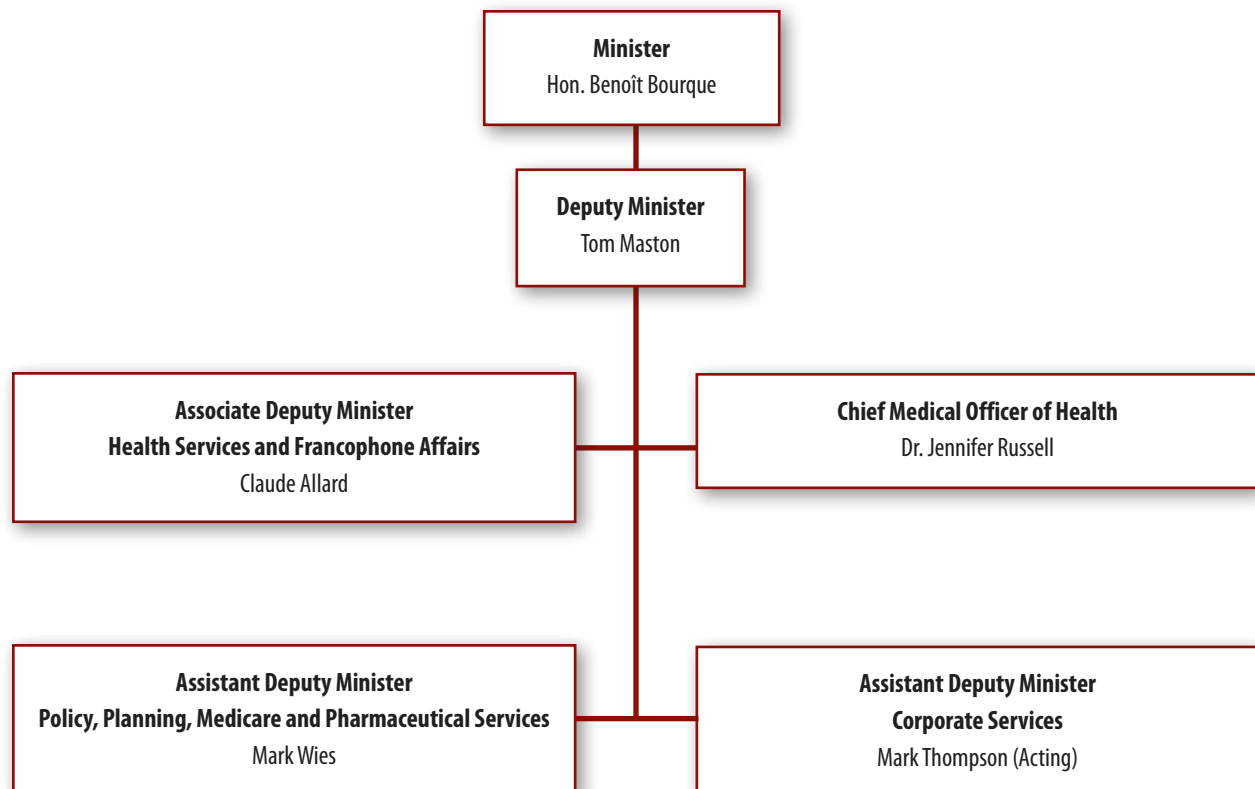 Minister
Hon. Benoît Bourque
Deputy Minister
Tom Maston
Associate Deputy Minister
Health Services and Francophone Affairs
Claude Allard
Chief Medical Officer of Health
Dr. Jennifer Russell
Assistant Deputy Minister
Policy, Planning, Medicare and Pharmaceutical Services
Mark Wies
Assistant Deputy Minister
Corporate Services
Mark Thompson (Acting)